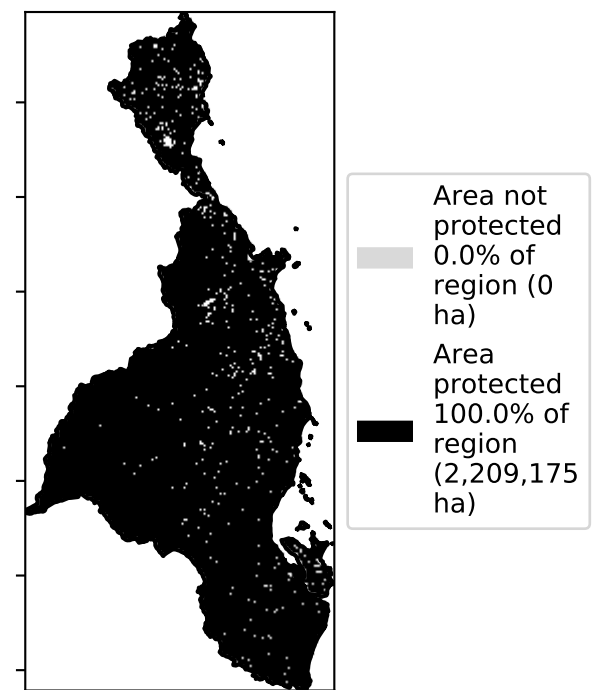 Area not
protected
0.0% of
region (0
ha)
Area
protected
100.0% of
region
(2,209,175
ha)